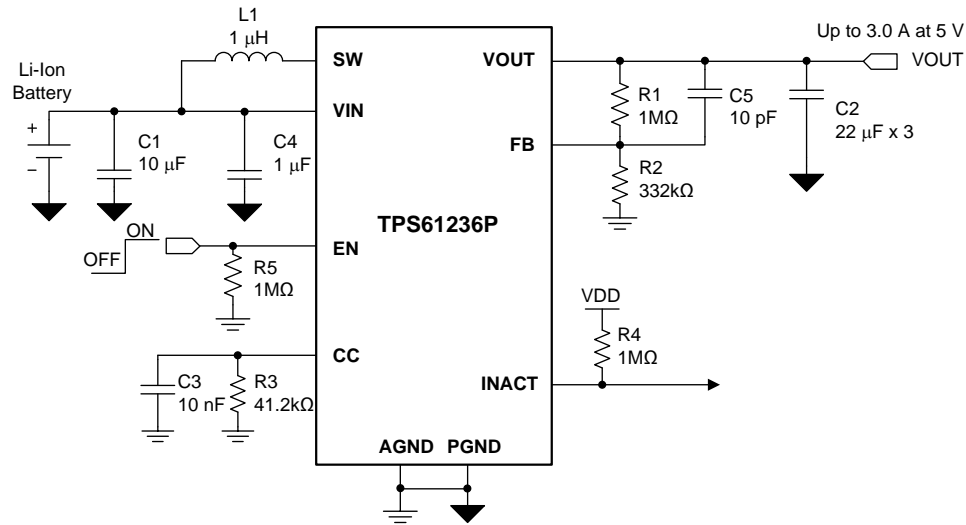 L1
1 μH
Up to 3.0 A at 5 V
SW
VOUT
VOUT
Li-Ion
Battery
R1
1MΩ
C5
10 pF
C2
22 μF x 3
VIN
+
−
C1
10 μF
C4
1 μF
FB
R2
332kΩ
TPS61236P
ON
OFF
EN
R5
1MΩ
VDD
R4
1MΩ
CC
C3
10 nF
R3
41.2kΩ
INACT
AGND
PGND